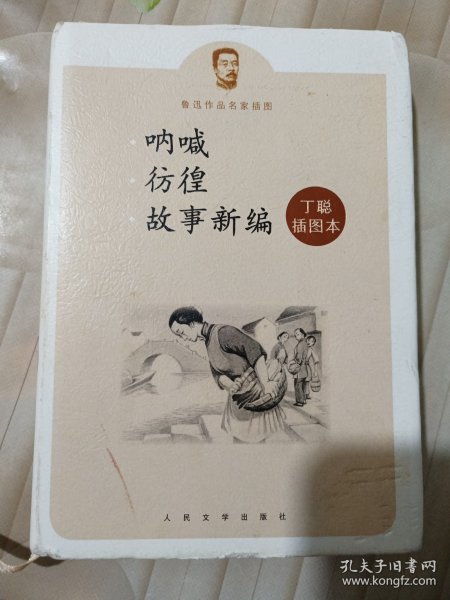 鲁迅作品名家插图
呐喊
彷徨
故事新编
丁聪
插图本
人民文学出版社
孔夫子旧书网
www.kongfz.com